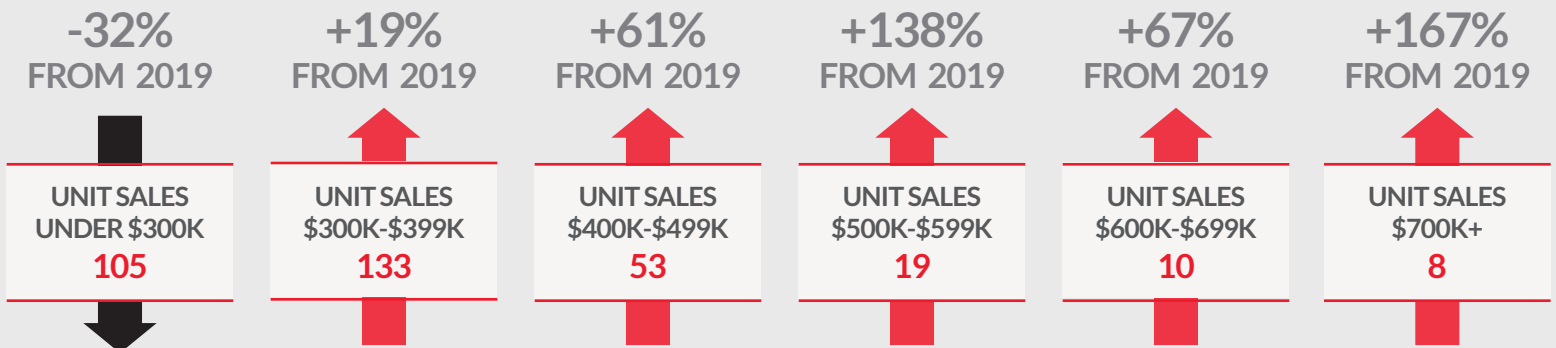 -32%
FROM 2019
UNIT SALES
UNDER $300K
105
+19%
FROM 2019
UNIT SALES
$300K-$399K
133
+61%
FROM 2019
UNIT SALES
$400K-$499K
53
+138%
FROM 2019
UNIT SALES
$500K-$599K
19
+67%
FROM 2019
UNIT SALES
$600K-$699K
10
+167%
FROM 2019
UNIT SALES
$700K+
8